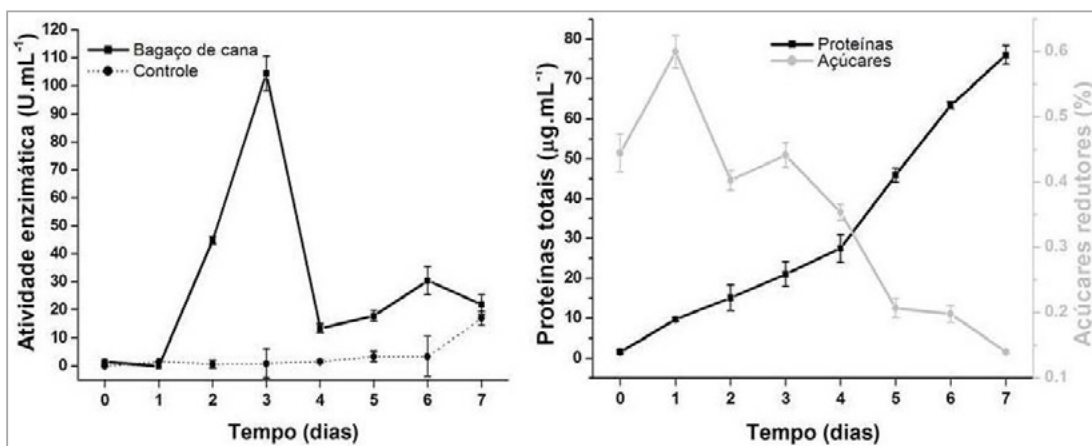 Atividade enzimática (U.mL⁻¹)
120
110
100
90
80
70
60
50
40
30
20
10
0
Bagaço de cana
Controle
0 1 2 3 4 5 6 7
Tempo (dias)
Proteínas totais (µg.mL⁻¹)
80
70
60
50
40
30
20
10
0
Proteínas
Açúcares
0 1 2 3 4 5 6 7
Tempo (dias)
0.6
0.5
0.4
0.3
0.2
0.1
Açúcares redutores (%)